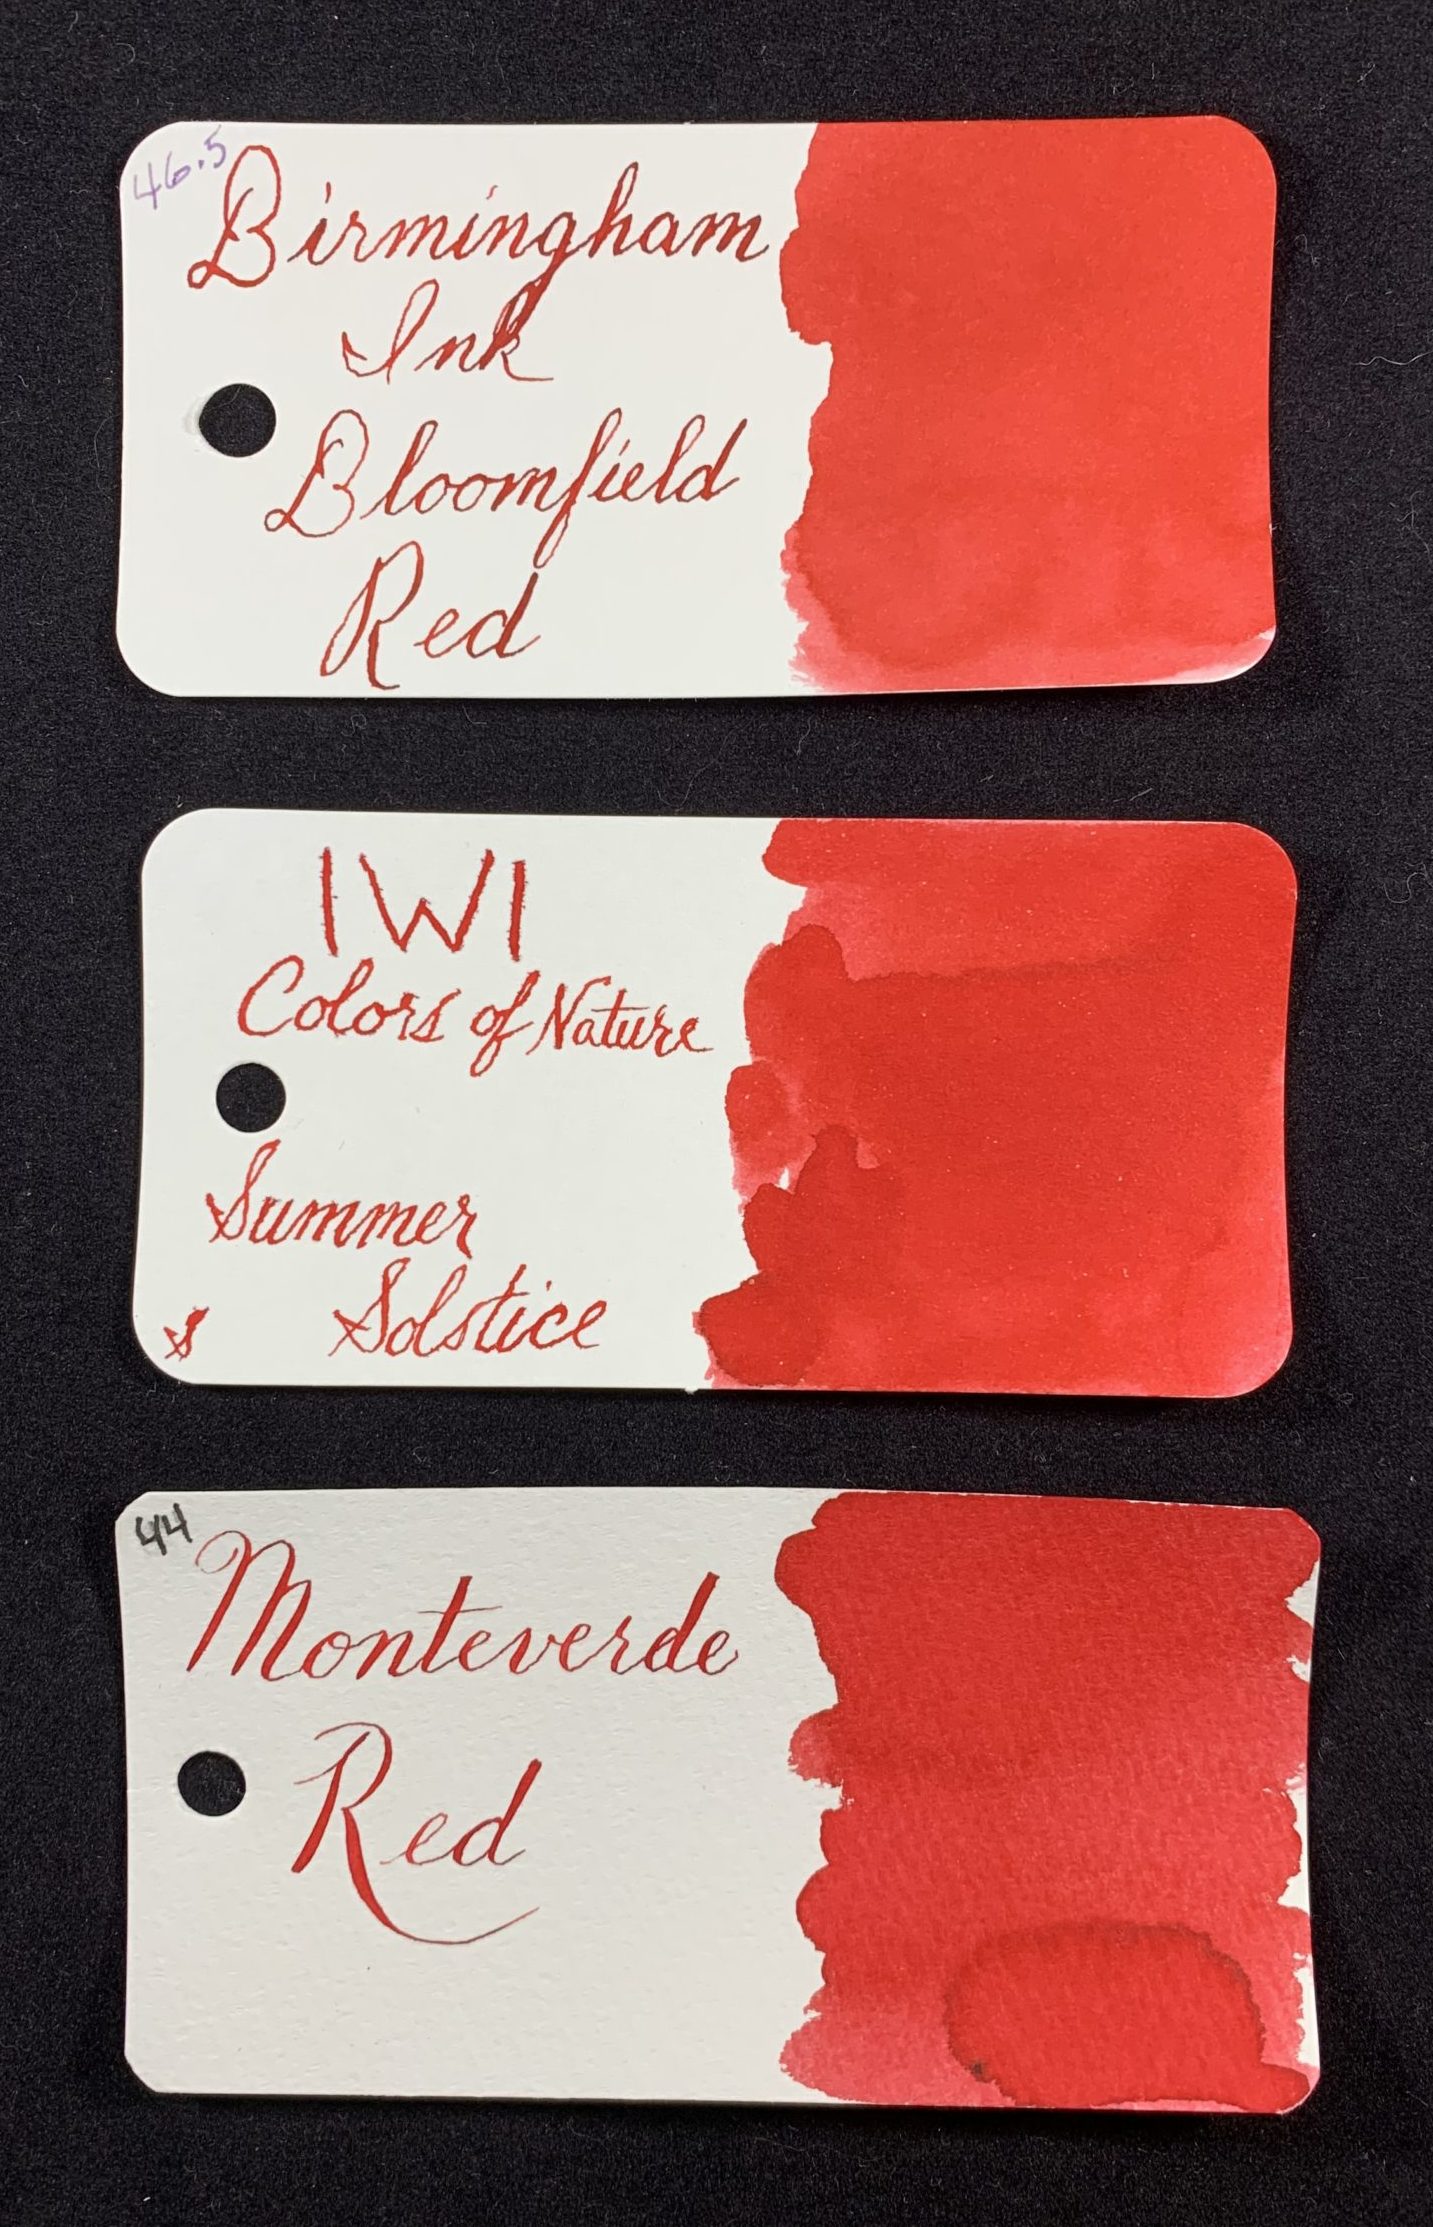 46.5
Birmingham
Ink
Bloomfield
Red
IWI
Colors of Nature
Summer
Solstice
S
44
Monteverde
Red